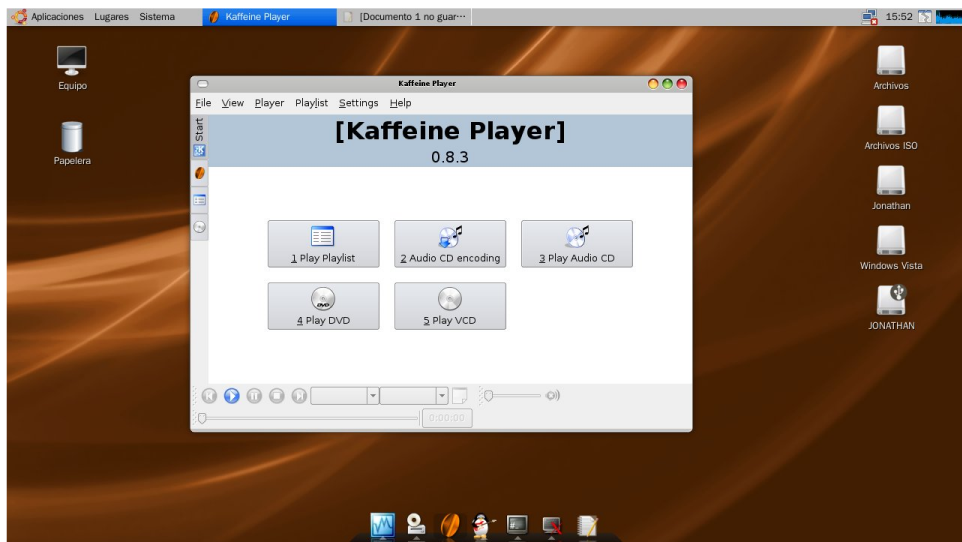 Aplicaciones Lugares Sistema
Kaffeine Player
[Documento 1 no guar···
15:52
Equipo
Papelera
Kaffeine Player
File View Player Playlist Settings Help
Start
[Kaffeine Player]
0.8.3
1 Play Playlist
2 Audio CD encoding
3 Play Audio CD
4 Play DVD
5 Play VCD
0:00:00
Archivos
Archivos ISO
Jonathan
Windows Vista
JONATHAN
DVD